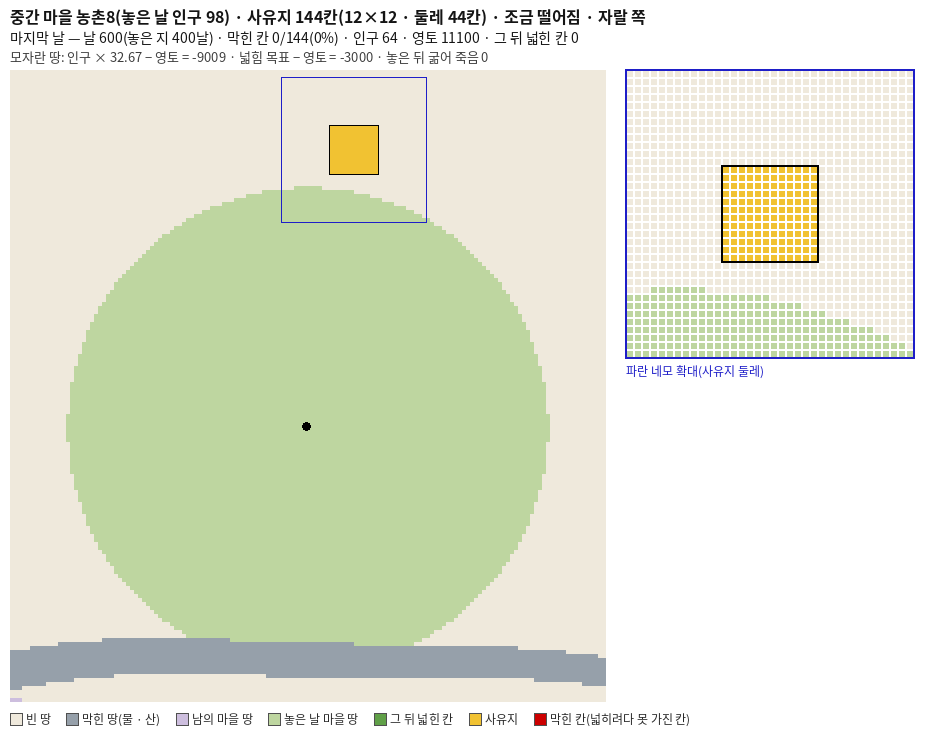 중간 마을 농촌8(놓은 날 인구 98) · 사유지 144칸(12×12 · 둘레 44칸) · 조금 떨어짐 · 자랄 쪽
마지막 날 — 날 600(놓은 지 400날) · 막힌 칸 0/144(0%) · 인구 64 · 영토 11100 · 그 뒤 넓힌 칸 0
모자란 땅: 인구 × 32.67 − 영토 = -9009 · 넓힘 목표 − 영토 = -3000 · 놓은 뒤 굶어 죽음 0
파란 네모 확대(사유지 둘레)
빈 땅 막힌 땅(물 · 산) 남의 마을 땅 놓은 날 마을 땅 그 뒤 넓힌 칸 사유지 막힌 칸(넓히려다 못 가진 칸)